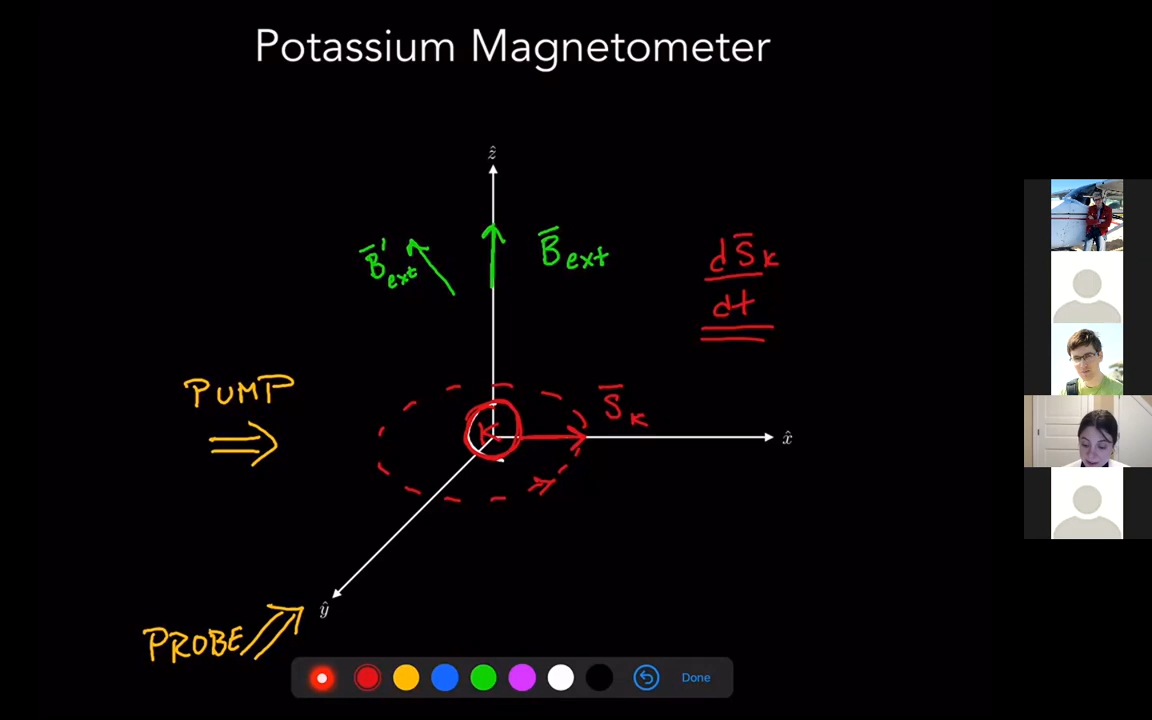 Potassium Magnetometer
ẑ
B̄'ext
B̄ext
dS̄K
dt
PUMP
K
S̄K
x̂
ŷ
PROBE
Done